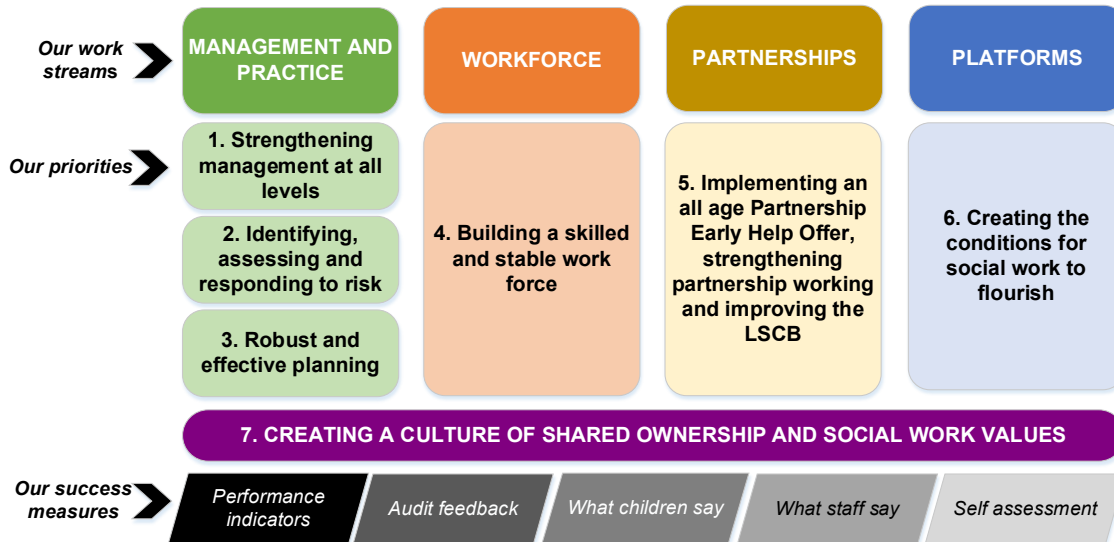 Our work
streams
MANAGEMENT AND
PRACTICE
WORKFORCE
PARTNERSHIPS
PLATFORMS
Our priorities
1. Strengthening
management at all
levels
2. Identifying,
assessing and
responding to risk
3. Robust and
effective planning
4. Building a skilled
and stable work
force
5. Implementing an
all age Partnership
Early Help Offer,
strengthening
partnership working
and improving the
LSCB
6. Creating the
conditions for
social work to
flourish
7. CREATING A CULTURE OF SHARED OWNERSHIP AND SOCIAL WORK VALUES
Our success
measures
Performance
indicators
Audit feedback
What children say
What staff say
Self assessment